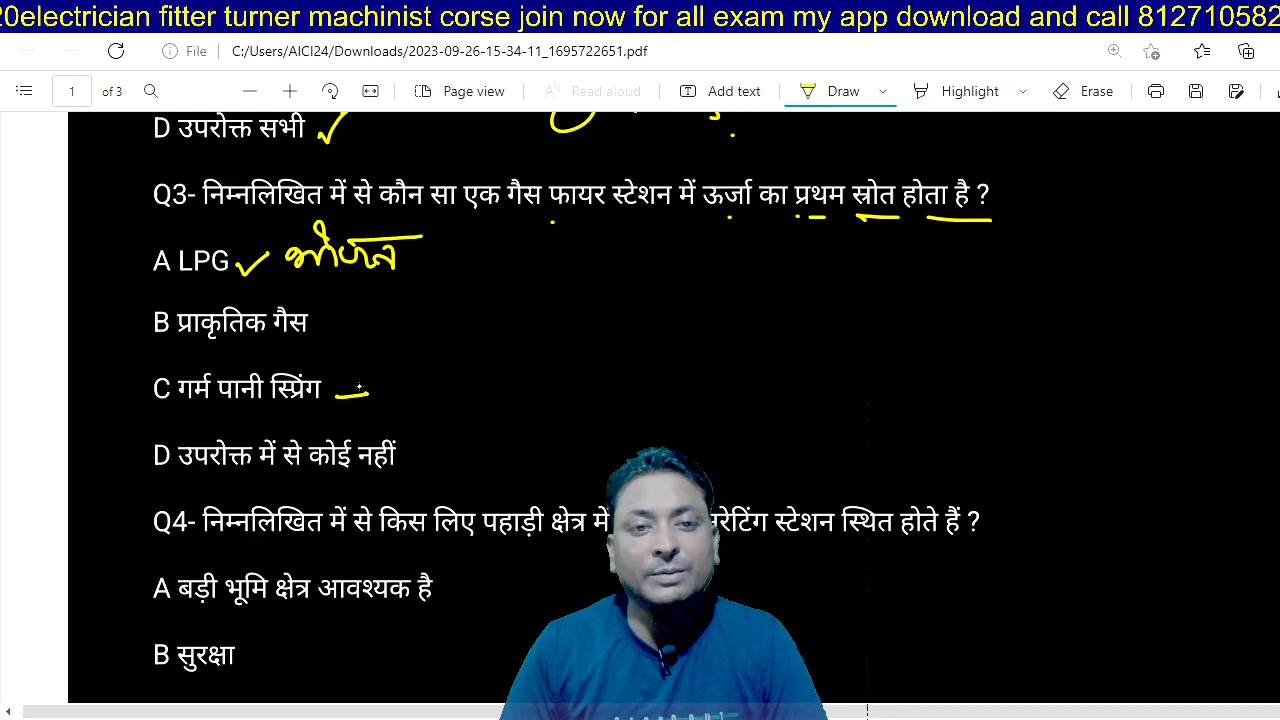 20electrician fitter turner machinist corse join now for all exam my app download and call 812710582
File C:/Users/AICI24/Downloads/2023-09-26-15-34-11_1695722651.pdf
1 of 3 Page view Read aloud Add text Draw Highlight Erase
D उपरोक्त सभी
Q3- निम्नलिखित में से कौन सा एक गैस फायर स्टेशन में ऊर्जा का प्रथम स्रोत होता है ?
A LPG
B प्राकृतिक गैस
C गर्म पानी स्प्रिंग
D उपरोक्त में से कोई नहीं
Q4- निम्नलिखित में से किस लिए पहाड़ी क्षेत्र में रेटिंग स्टेशन स्थित होते हैं ?
A बड़ी भूमि क्षेत्र आवश्यक है
B सुरक्षा